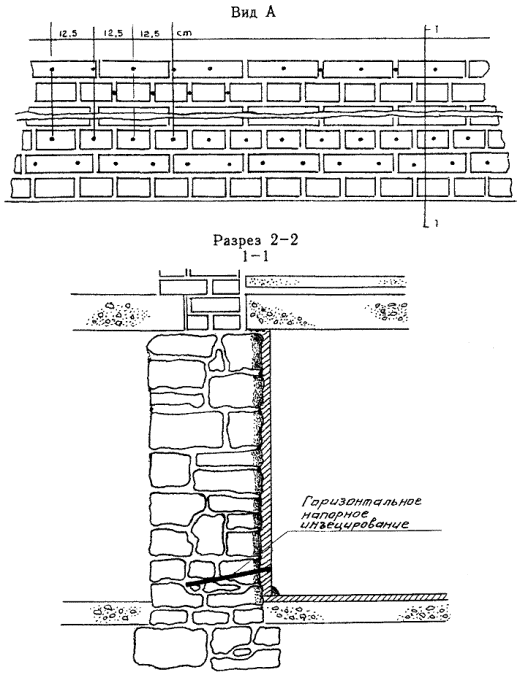 Вид А
12,5 12,5 12,5 cm
1
1
Разрез 2-2
1-1
Горизонтальное
напорное
инъецирование